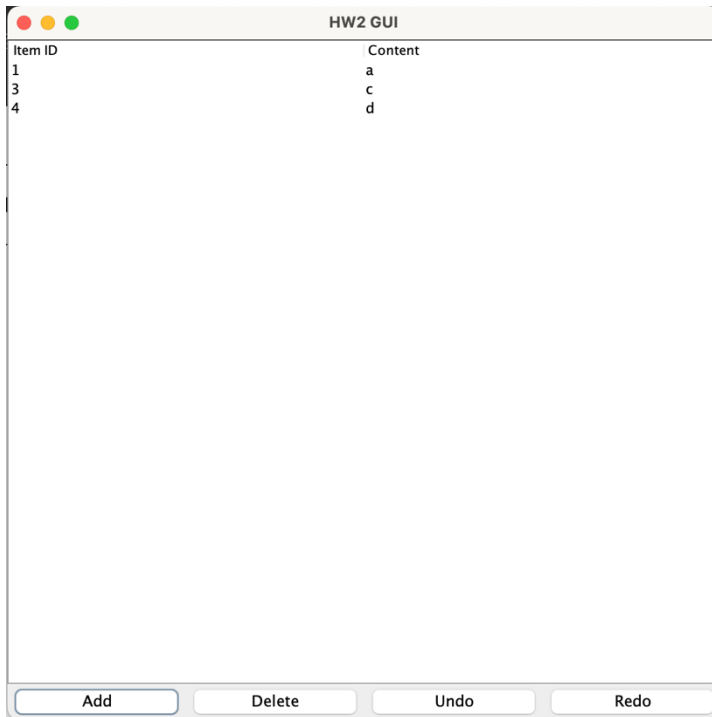 HW2 GUI
Item ID Content
1 a
3 c
4 d
Add Delete Undo Redo